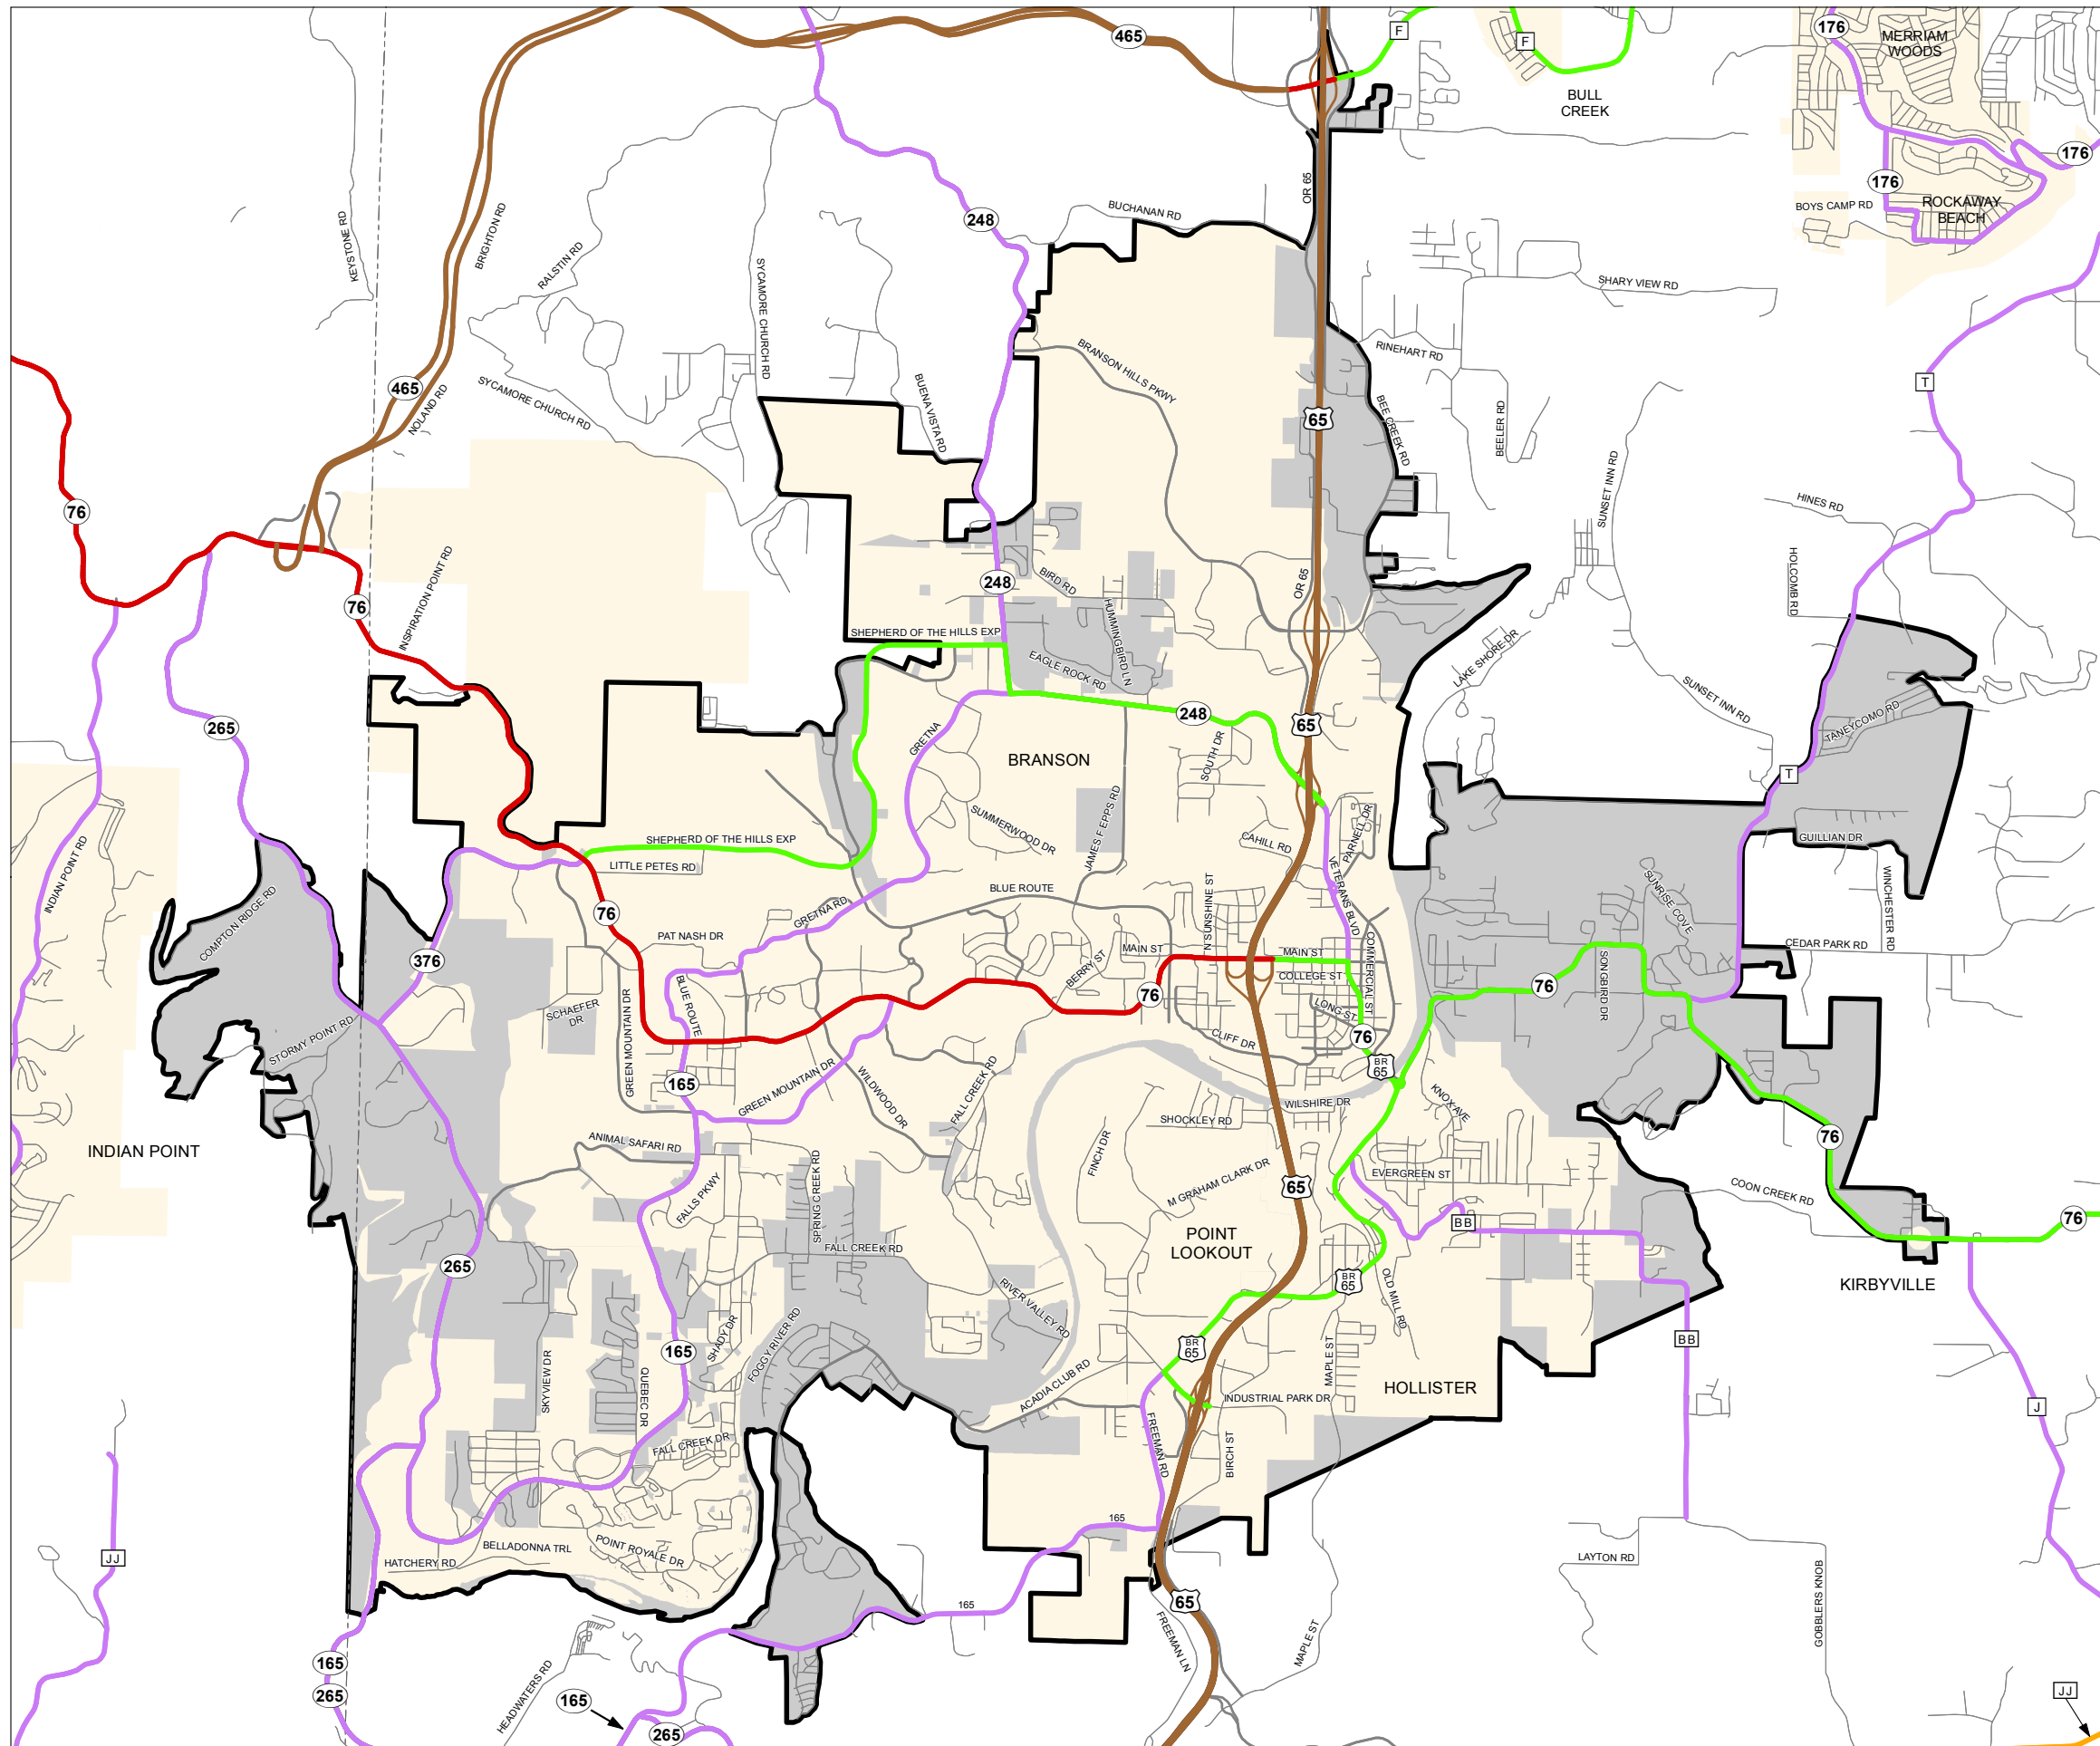 465
F
F
176
MERRIAM
WOODS
BULL
CREEK
176
176
OR 65
BOYS CAMP RD
ROCKAWAY
BEACH
BUCHANAN RD
248
KEYSTONE RD
BRIGHTON RD
RALSTIN RD
SYCAMORE CHURCH RD
SHARY VIEW RD
RINEHART RD
BRANSON HILLS PKWY
465
NOLAND RD
SYCAMORE CHURCH RD
BUENA VISTA RD
T
65
BEE CREEK RD
BEELER RD
SUNSET INN RD
HINES RD
76
INSPIRATION POINT RD
76
248
BIRD RD
HUMMINGBIRD LN
OR 65
HOLCOMB RD
SHEPHERD OF THE HILLS EXP
EAGLE ROCK RD
LAKE SHORE DR
SUNSET INN RD
TANEYCOMO RD
265
248
65
GRETNA
BRANSON
SOUTH DR
T
JAMES F EPPS RD
SUMMERWOOD DR
CAHILL RD
PARNELL DR
GUILLIAN DR
INDIAN POINT RD
SHEPHERD OF THE HILLS EXP
LITTLE PETES RD
BLUE ROUTE
VETERANS BLVD
SUNRISE COVE
WINCHESTER RD
COMPTON RIDGE RD
76
GRETNA RD
N SUNSHINE ST
PAT NASH DR
MAIN ST
MAIN ST
COMMERCIAL ST
CEDAR PARK RD
376
BERRY ST
COLLEGE ST
76
76
SONGBIRD DR
SCHAEFER
DR
GREEN MOUNTAIN DR
BLUE ROUTE
LONG ST
STORMY POINT RD
CLIFF DR
76
BR
65
165
GREEN MOUNTAIN DR
WILDWOOD DR
FALL CREEK RD
WILSHIRE DR
KNOX AVE
SHOCKLEY RD
76
INDIAN POINT
ANIMAL SAFARI RD
FINCH DR
EVERGREEN ST
M GRAHAM CLARK DR
65
FALLS PKWY
SPRING CREEK RD
COON CREEK RD
BB
76
POINT
LOOKOUT
FALL CREEK RD
265
RIVER VALLEY RD
BR
65
OLD MILL RD
KIRBYVILLE
SHADY DR
FOGGY RIVER RD
165
BR
65
BB
MAPLE ST
SKYVIEW DR
QUEBEC DR
ACADIA CLUB RD
INDUSTRIAL PARK DR
HOLLISTER
J
FREEMAN RD
BIRCH ST
FALL CREEK DR
165
BELLADONNA TRL
POINT ROYALE DR
HATCHERY RD
JJ
LAYTON RD
GOBBLERS KNOB
165
65
FREEMAN LN
MAPLE ST
165
265
HEADWATERS RD
165
265
JJ